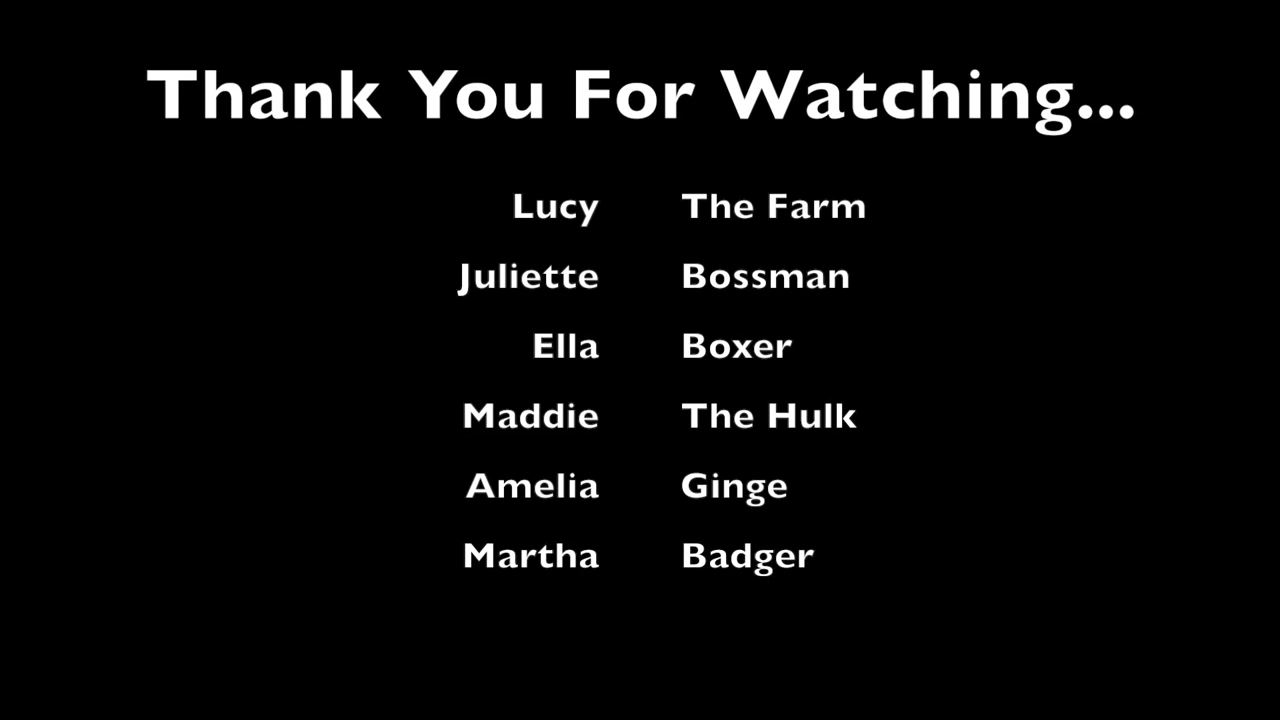 Thank You For Watching...
Lucy The Farm
Juliette Bossman
Ella Boxer
Maddie The Hulk
Amelia Ginge
Martha Badger